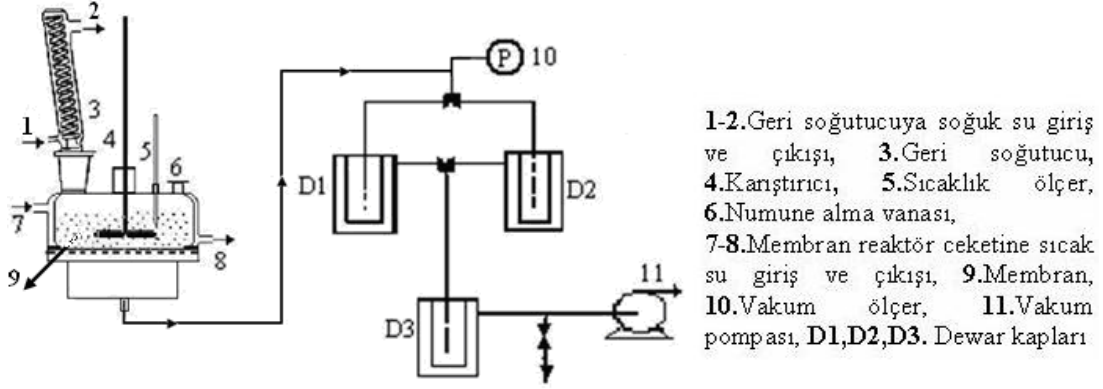 2
3
1
4
5
6
7
8
9
P 10
D1
D2
D3
11
1-2.Geri soğutucuya soğuk su giriş
ve çıkışı, 3.Geri soğutucu,
4.Karıştırıcı, 5.Sıcaklık ölçer,
6.Numune alma vanası,
7-8.Membran reaktör ceketine sıcak
su giriş ve çıkışı, 9.Membran,
10.Vakum ölçer, 11.Vakum
pompası, D1,D2,D3. Dewar kapları